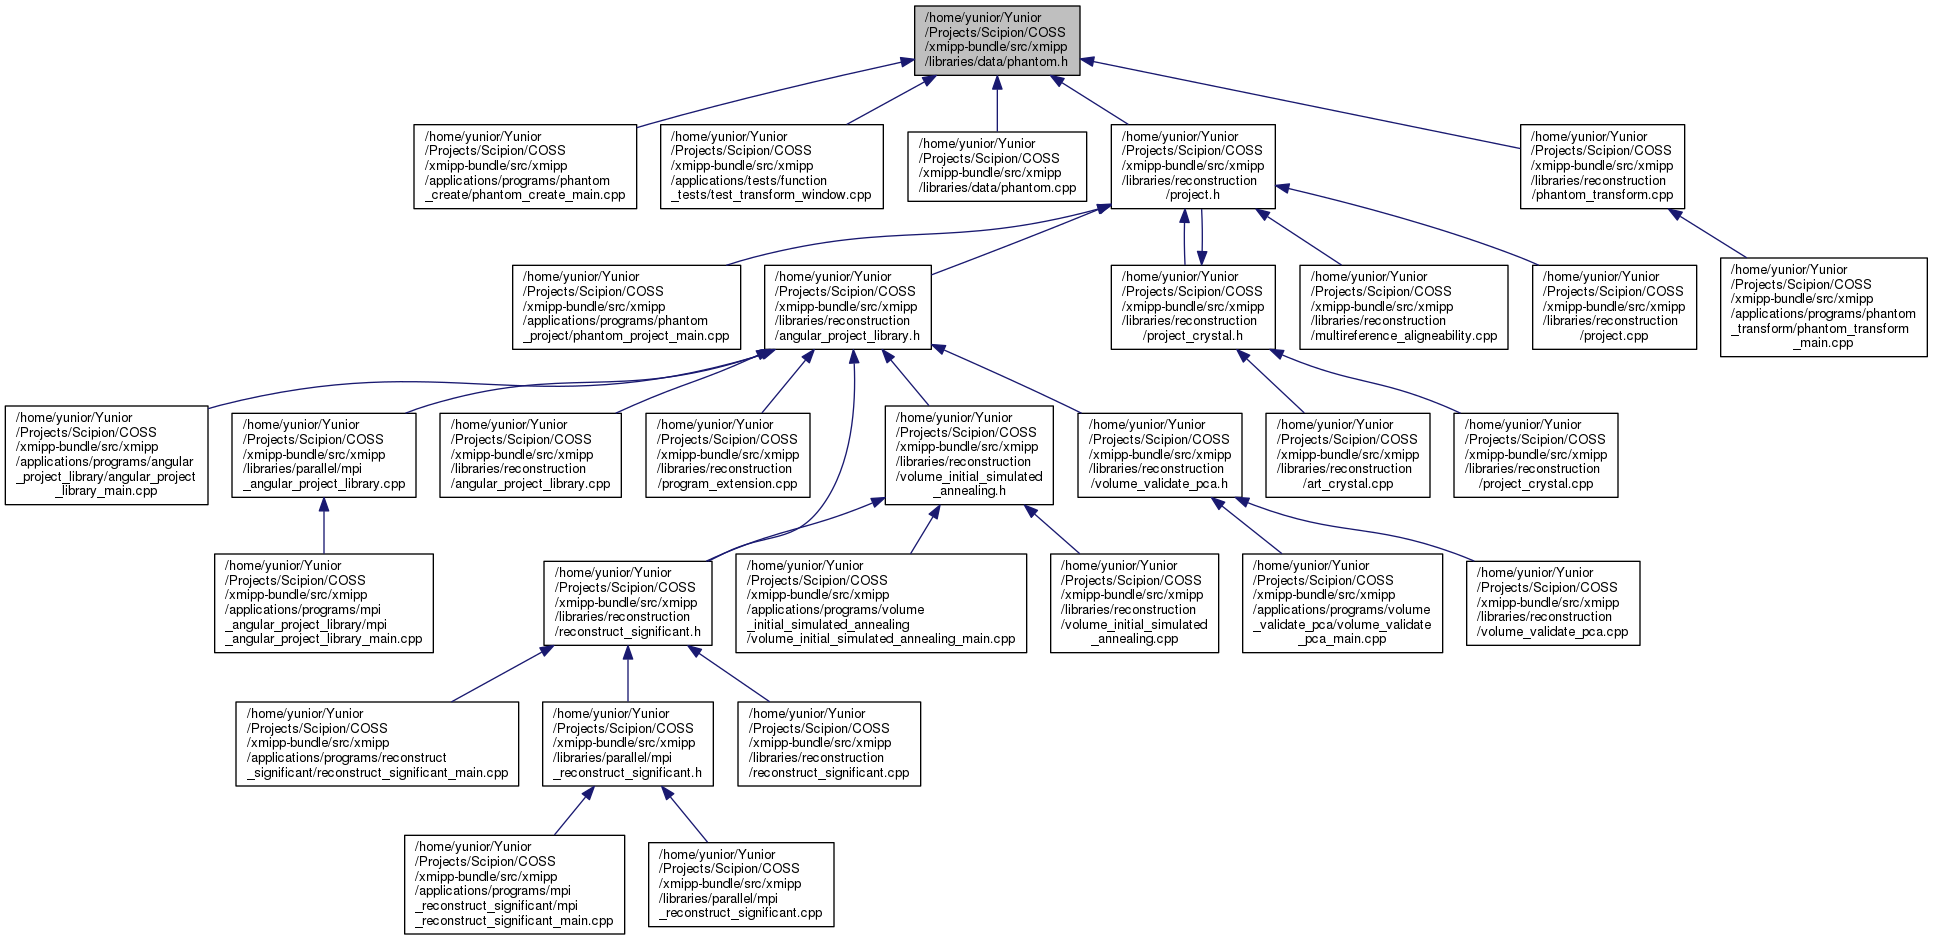 /home/yunior/Yunior
/Projects/Scipion/COSS
/xmipp-bundle/src/xmipp
/libraries/data/phantom.h
/home/yunior/Yunior
/Projects/Scipion/COSS
/xmipp-bundle/src/xmipp
/applications/programs/phantom
_create/phantom_create_main.cpp
/home/yunior/Yunior
/Projects/Scipion/COSS
/xmipp-bundle/src/xmipp
/applications/tests/function
_tests/test_transform_window.cpp
/home/yunior/Yunior
/Projects/Scipion/COSS
/xmipp-bundle/src/xmipp
/libraries/data/phantom.cpp
/home/yunior/Yunior
/Projects/Scipion/COSS
/xmipp-bundle/src/xmipp
/libraries/reconstruction
/project.h
/home/yunior/Yunior
/Projects/Scipion/COSS
/xmipp-bundle/src/xmipp
/libraries/reconstruction
/phantom_transform.cpp
/home/yunior/Yunior
/Projects/Scipion/COSS
/xmipp-bundle/src/xmipp
/applications/programs/phantom
_project/phantom_project_main.cpp
/home/yunior/Yunior
/Projects/Scipion/COSS
/xmipp-bundle/src/xmipp
/libraries/reconstruction
/angular_project_library.h
/home/yunior/Yunior
/Projects/Scipion/COSS
/xmipp-bundle/src/xmipp
/libraries/reconstruction
/project_crystal.h
/home/yunior/Yunior
/Projects/Scipion/COSS
/xmipp-bundle/src/xmipp
/libraries/reconstruction
/multireference_aligneability.cpp
/home/yunior/Yunior
/Projects/Scipion/COSS
/xmipp-bundle/src/xmipp
/libraries/reconstruction
/project.cpp
/home/yunior/Yunior
/Projects/Scipion/COSS
/xmipp-bundle/src/xmipp
/applications/programs/phantom
_transform/phantom_transform
_main.cpp
/home/yunior/Yunior
/Projects/Scipion/COSS
/xmipp-bundle/src/xmipp
/applications/programs/angular
_project_library/angular_project
_library_main.cpp
/home/yunior/Yunior
/Projects/Scipion/COSS
/xmipp-bundle/src/xmipp
/libraries/parallel/mpi
_angular_project_library.cpp
/home/yunior/Yunior
/Projects/Scipion/COSS
/xmipp-bundle/src/xmipp
/libraries/reconstruction
/angular_project_library.cpp
/home/yunior/Yunior
/Projects/Scipion/COSS
/xmipp-bundle/src/xmipp
/libraries/reconstruction
/program_extension.cpp
/home/yunior/Yunior
/Projects/Scipion/COSS
/xmipp-bundle/src/xmipp
/libraries/reconstruction
/volume_initial_simulated
_annealing.h
/home/yunior/Yunior
/Projects/Scipion/COSS
/xmipp-bundle/src/xmipp
/libraries/reconstruction
/volume_validate_pca.h
/home/yunior/Yunior
/Projects/Scipion/COSS
/xmipp-bundle/src/xmipp
/libraries/reconstruction
/art_crystal.cpp
/home/yunior/Yunior
/Projects/Scipion/COSS
/xmipp-bundle/src/xmipp
/libraries/reconstruction
/project_crystal.cpp
/home/yunior/Yunior
/Projects/Scipion/COSS
/xmipp-bundle/src/xmipp
/applications/programs/mpi
_angular_project_library/mpi
_angular_project_library_main.cpp
/home/yunior/Yunior
/Projects/Scipion/COSS
/xmipp-bundle/src/xmipp
/libraries/reconstruction
/reconstruct_significant.h
/home/yunior/Yunior
/Projects/Scipion/COSS
/xmipp-bundle/src/xmipp
/applications/programs/volume
_initial_simulated_annealing
/volume_initial_simulated_annealing_main.cpp
/home/yunior/Yunior
/Projects/Scipion/COSS
/xmipp-bundle/src/xmipp
/libraries/reconstruction
/volume_initial_simulated
_annealing.cpp
/home/yunior/Yunior
/Projects/Scipion/COSS
/xmipp-bundle/src/xmipp
/applications/programs/volume
_validate_pca/volume_validate
_pca_main.cpp
/home/yunior/Yunior
/Projects/Scipion/COSS
/xmipp-bundle/src/xmipp
/libraries/reconstruction
/volume_validate_pca.cpp
/home/yunior/Yunior
/Projects/Scipion/COSS
/xmipp-bundle/src/xmipp
/applications/programs/reconstruct
_significant/reconstruct_significant_main.cpp
/home/yunior/Yunior
/Projects/Scipion/COSS
/xmipp-bundle/src/xmipp
/libraries/parallel/mpi
_reconstruct_significant.h
/home/yunior/Yunior
/Projects/Scipion/COSS
/xmipp-bundle/src/xmipp
/libraries/reconstruction
/reconstruct_significant.cpp
/home/yunior/Yunior
/Projects/Scipion/COSS
/xmipp-bundle/src/xmipp
/applications/programs/mpi
_reconstruct_significant/mpi
_reconstruct_significant_main.cpp
/home/yunior/Yunior
/Projects/Scipion/COSS
/xmipp-bundle/src/xmipp
/libraries/parallel/mpi
_reconstruct_significant.cpp